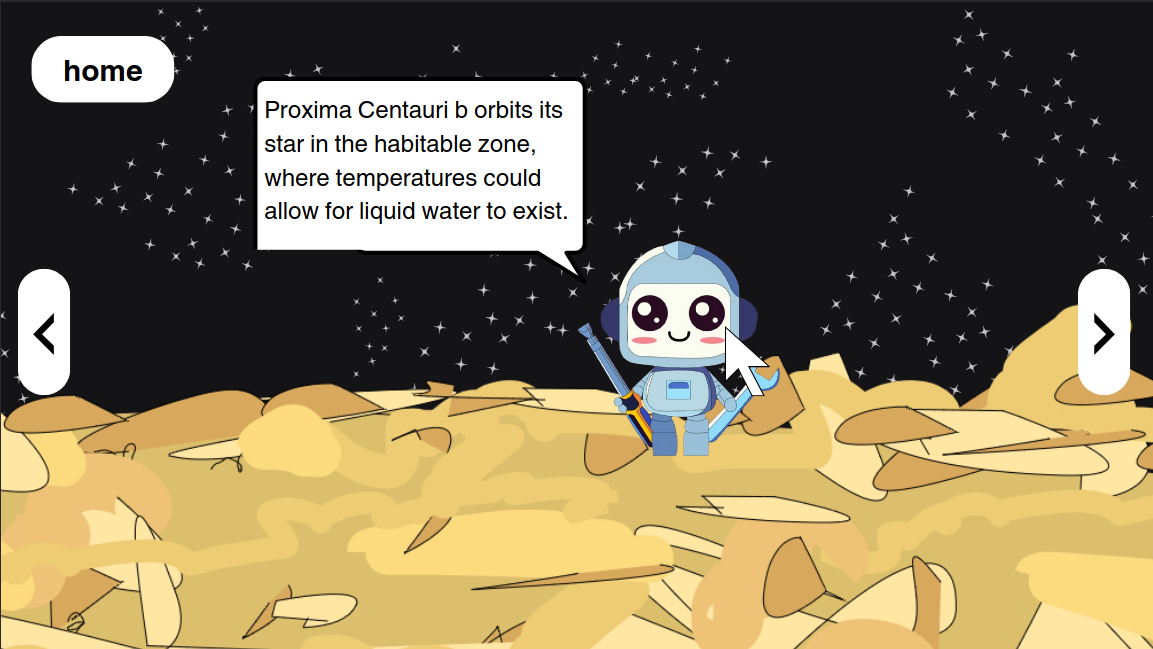 home
Proxima Centauri b orbits its
star in the habitable zone,
where temperatures could
allow for liquid water to exist.